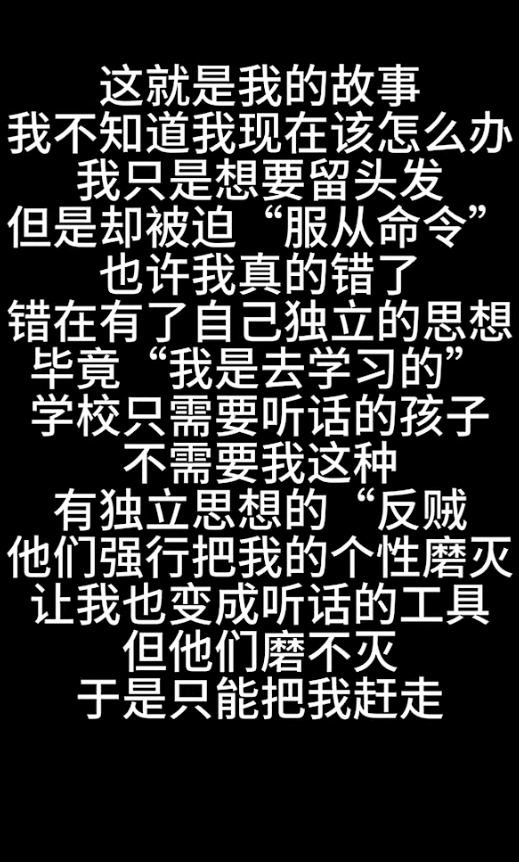 这就是我的故事
我不知道我现在该怎么办
我只是想要留头发
但是却被迫“服从命令”
也许我真的错了
错在有了自己独立的思想
毕竟“我是去学习的”
学校只需要听话的孩子
不需要我这种
有独立思想的“反贼
他们强行把我的个性磨灭
让我也变成听话的工具
但他们磨不灭
于是只能把我赶走